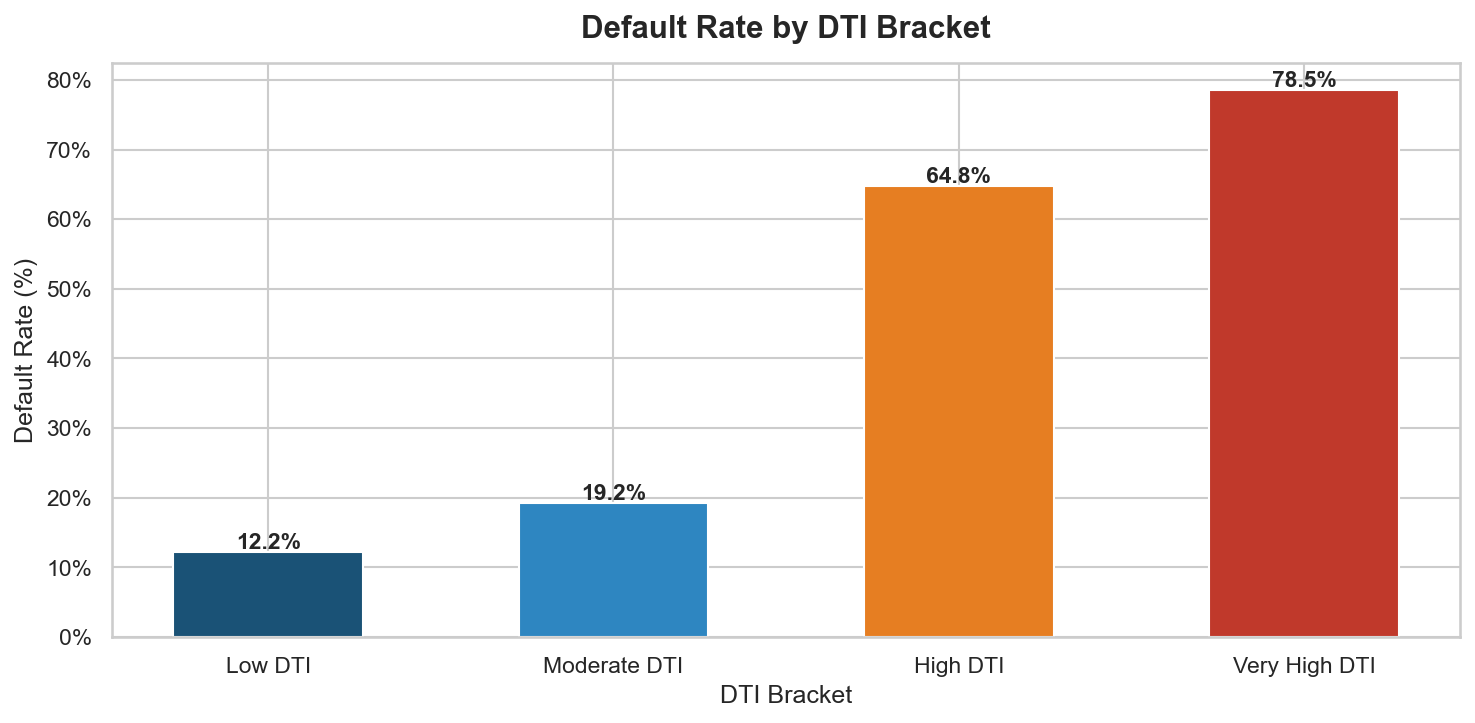 Default Rate by DTI Bracket
Default Rate (%)
80%
70%
60%
50%
40%
30%
20%
10%
0%
12.2%
19.2%
64.8%
78.5%
Low DTI
Moderate DTI
High DTI
Very High DTI
DTI Bracket